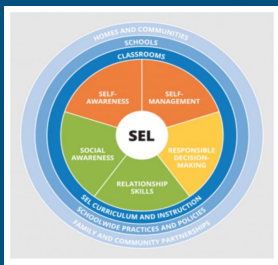 HOMES AND COMMUNITIES
SCHOOLS
CLASSROOMS
SELF-
AWARENESS
SELF-
MANAGEMENT
SEL
SOCIAL
AWARENESS
RESPONSIBLE
DECISION-
MAKING
RELATIONSHIP
SKILLS
SEL CURRICULUM AND INSTRUCTION
SCHOOLWIDE PRACTICES AND POLICIES
FAMILY AND COMMUNITY PARTNERSHIPS